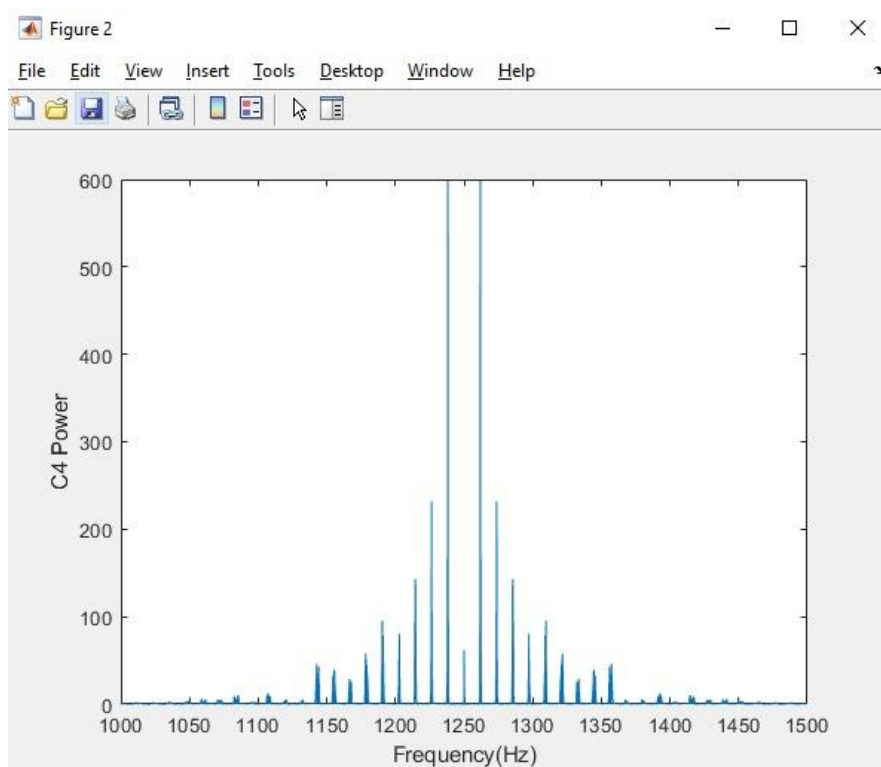 Figure 2
File Edit View Insert Tools Desktop Window Help
600
500
400
300
200
100
0
C4 Power
1000 1050 1100 1150 1200 1250 1300 1350 1400 1450 1500
Frequency(Hz)